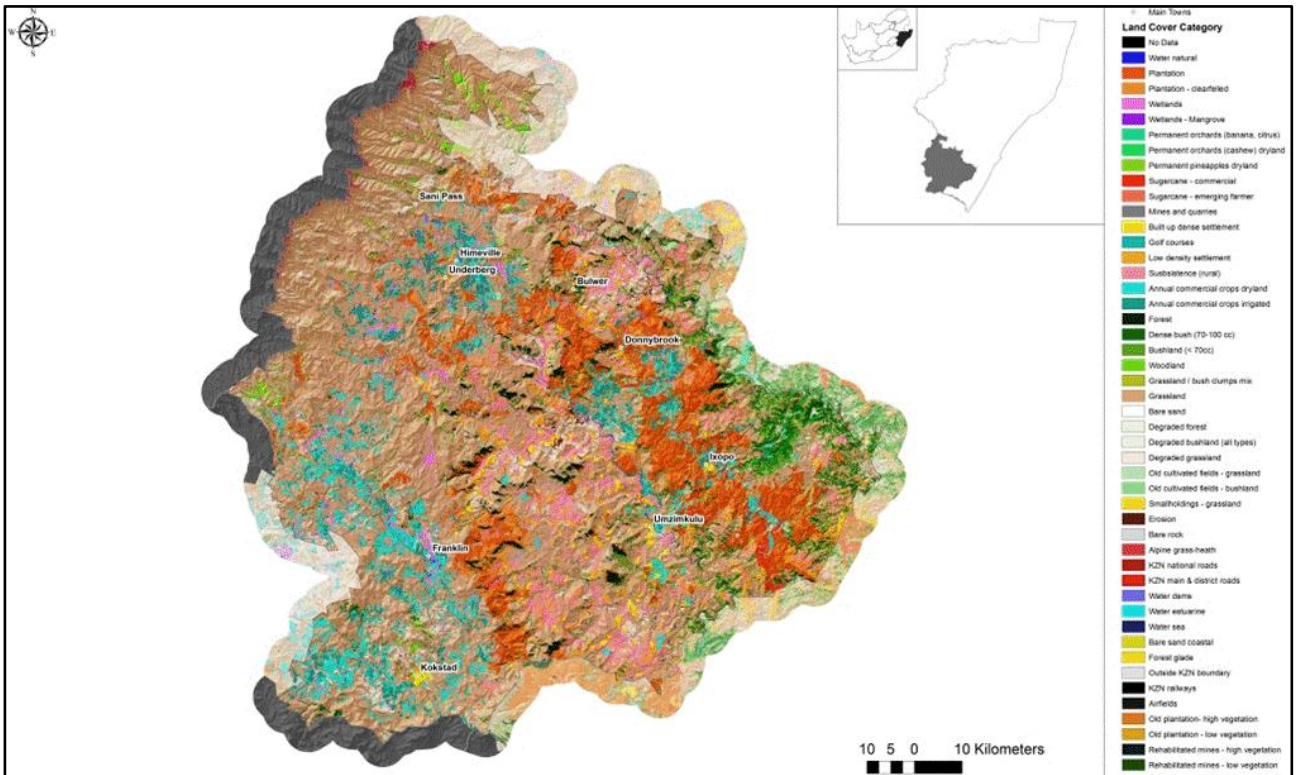 N
W
E
S
Sani Pass
Himeville
Underberg
Bulwer
Donnybrook
Ixopo
Umzimkulu
Franklin
Kokstad
10 5 0 10 Kilometers
Main Towns
Land Cover Category
No Data
Water natural
Plantation
Plantation - clearfelled
Wetlands
Wetlands - Mangrove
Permanent orchards (banana, citrus)
Permanent orchards (cashew) dryland
Permanent pineapples dryland
Sugarcane - commercial
Sugarcane - emerging farmer
Mines and quarries
Built up dense settlement
Golf courses
Low density settlement
Susbsistence (rural)
Annual commercial crops dryland
Annual commercial crops irrigated
Forest
Dense bush (70-100 cc)
Bushland (< 70cc)
Woodland
Grassland / bush clumps mix
Grassland
Bare sand
Degraded forest
Degraded bushland (all types)
Degraded grassland
Old cultivated fields - grassland
Old cultivated fields - bushland
Smallholdings - grassland
Erosion
Bare rock
Alpine grass-heath
KZN national roads
KZN main & district roads
Water dams
Water estuarine
Water sea
Bare sand coastal
Forest glade
Outside KZN boundary
KZN railways
Airfields
Old plantation- high vegetation
Old plantation - low vegetation
Rehabilitated mines - high vegetation
Rehabilitated mines - low vegetation